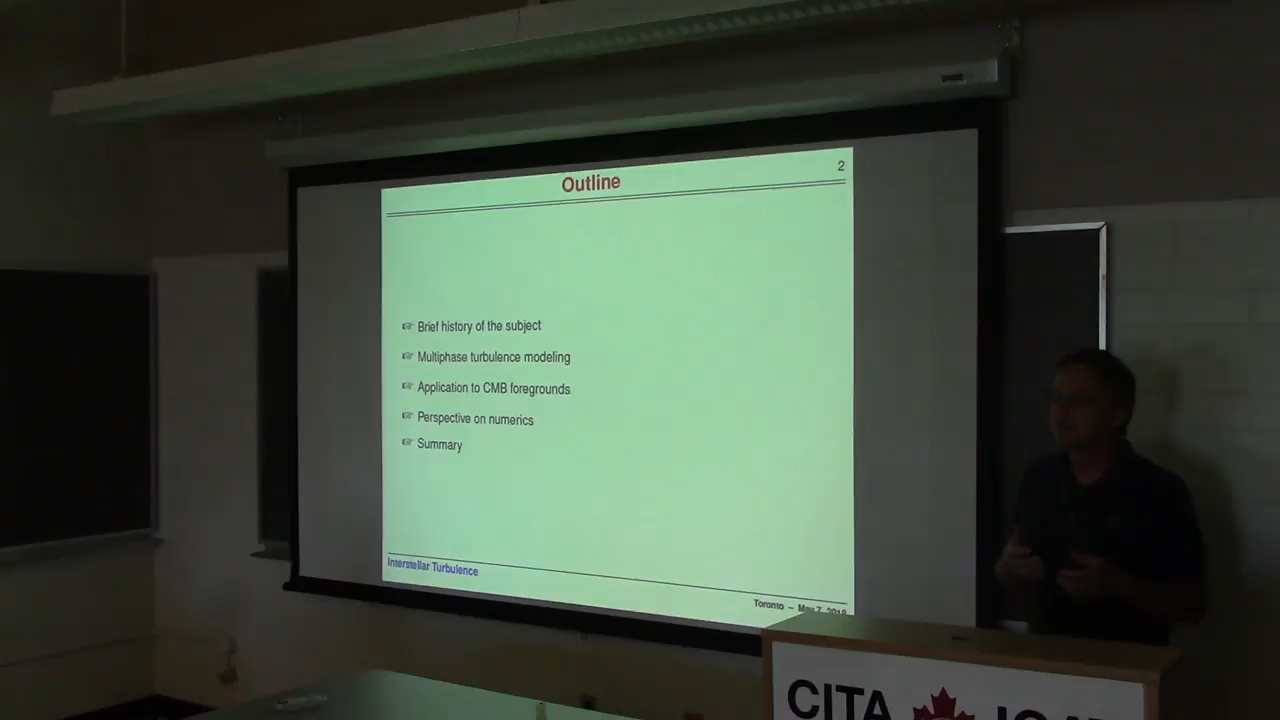 Outline
2
Brief history of the subject
Multiphase turbulence modeling
Application to CMB foregrounds
Perspective on numerics
Summary
Interstellar Turbulence
Toronto – May 7, 2018
CITA